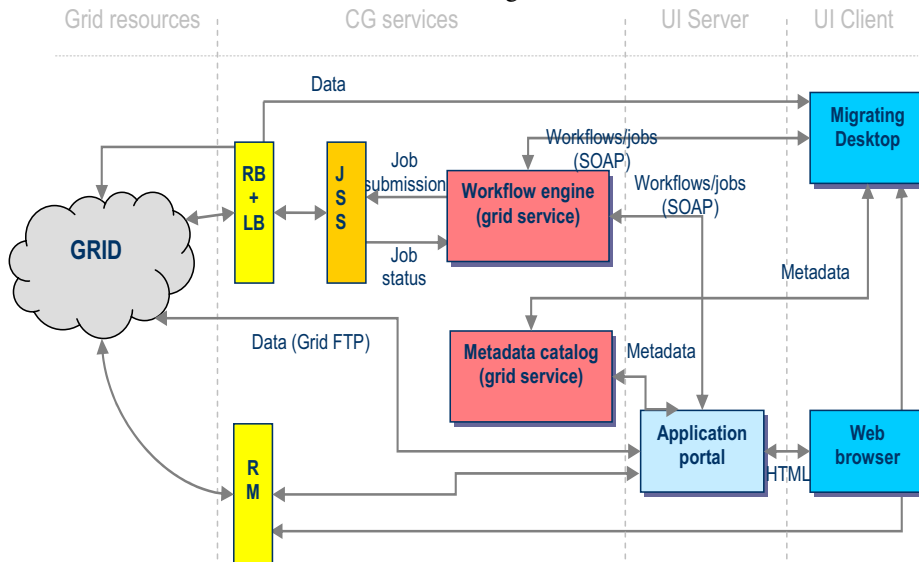 Grid resources
CG services
UI Server
UI Client
Data
Migrating
Desktop
Workflows/jobs
(SOAP)
RB
+
LB
J
S
S
Job
submission
Workflow engine
(grid service)
Workflows/jobs
(SOAP)
GRID
Job
status
Metadata
Data (Grid FTP)
Metadata catalog
(grid service)
Metadata
Application
portal
HTML
Web
browser
R
M